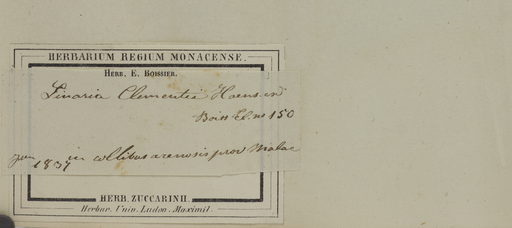 HERBARIUM REGIUM MONACENSE.
HERB. E. BOISSIER.
Linaria Clementei Haens. in
Boiss El. no 150
in collibus arenosis prov Malac
1837
HERB. ZUCCARINII.
Herbar. Univ. Ludov. Maximil.